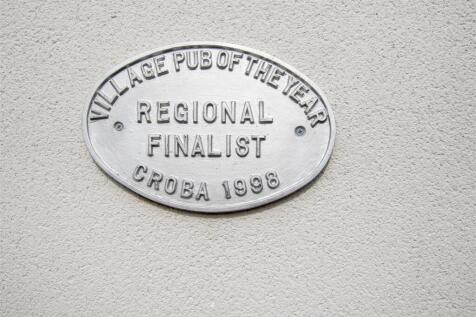 VILLAGE PUB OF THE YEAR
REGIONAL
FINALIST
CROBA 1998